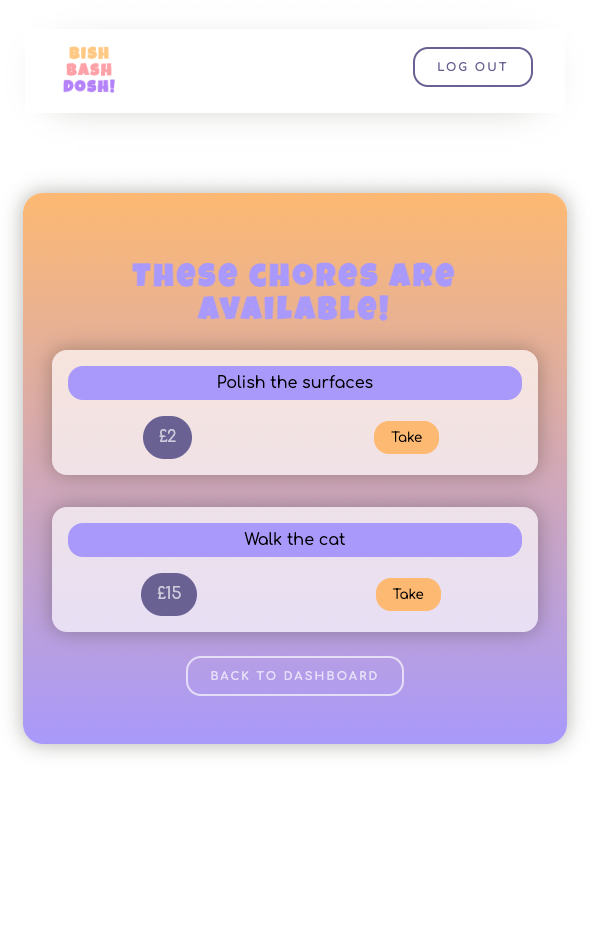 BISH
BASH
DOSH!
LOG OUT
THESE CHORES ARE
AVAILABLE!
Polish the surfaces
£2
Take
Walk the cat
£15
Take
BACK TO DASHBOARD